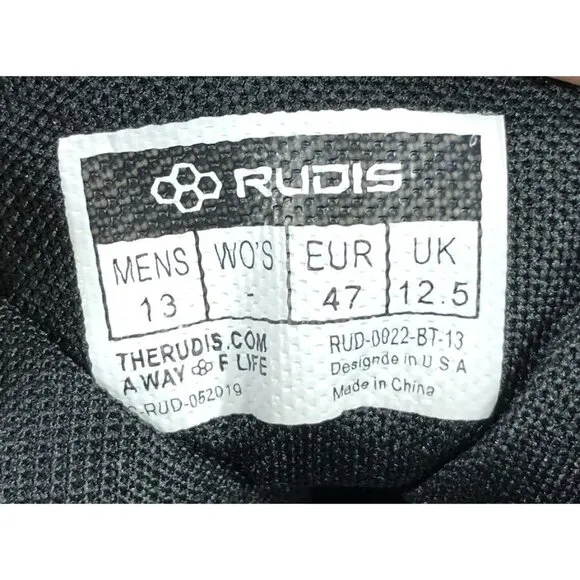 RUDIS
MENS WO'S EUR UK
13 - 47 12.5
THERUDIS.COM
A WAY OF LIFE
RUD-052019
RUD-0022-BT-13
Designde in U S A
Made in China